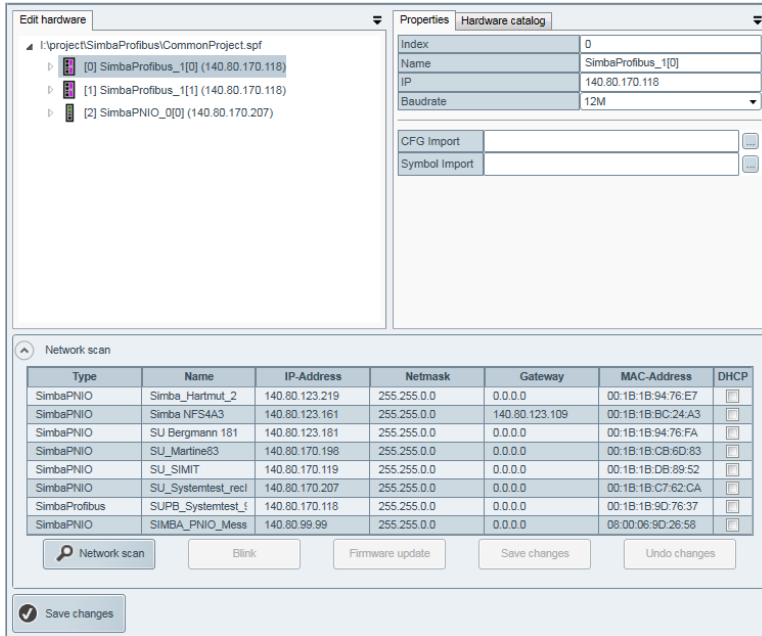 Edit hardware
I:\project\SimbaProfibus\CommonProject.spf
[0] SimbaProfibus_1[0] (140.80.170.118)
[1] SimbaProfibus_1[1] (140.80.170.118)
[2] SimbaPNIO_0[0] (140.80.170.207)
Properties Hardware catalog
Index 0
Name SimbaProfibus_1[0]
IP 140.80.170.118
Baudrate 12M
CFG Import ...
Symbol Import ...
Network scan
Type Name IP-Address Netmask Gateway MAC-Address DHCP
SimbaPNIO Simba_Hartmut_2 140.80.123.219 255.255.0.0 0.0.0.0 00:1B:1B:94:76:E7
SimbaPNIO Simba NFS4A3 140.80.123.161 255.255.0.0 140.80.123.109 00:1B:1B:BC:24:A3
SimbaPNIO SU Bergmann 181 140.80.123.181 255.255.0.0 0.0.0.0 00:1B:1B:94:76:FA
SimbaPNIO SU_Martine83 140.80.170.198 255.255.0.0 0.0.0.0 00:1B:1B:CB:6D:83
SimbaPNIO SU_SIMIT 140.80.170.119 255.255.0.0 0.0.0.0 00:1B:1B:DB:89:52
SimbaPNIO SU_Systemtest_recl 140.80.170.207 255.255.0.0 0.0.0.0 00:1B:1B:C7:62:CA
SimbaProfibus SUPB_Systemtest_S 140.80.170.118 255.255.0.0 0.0.0.0 00:1B:1B:9D:76:37
SimbaPNIO SIMBA_PNIO_Mess 140.80.99.99 255.255.0.0 0.0.0.0 08:00:06:9D:26:58
Network scan Blink Firmware update Save changes Undo changes
Save changes